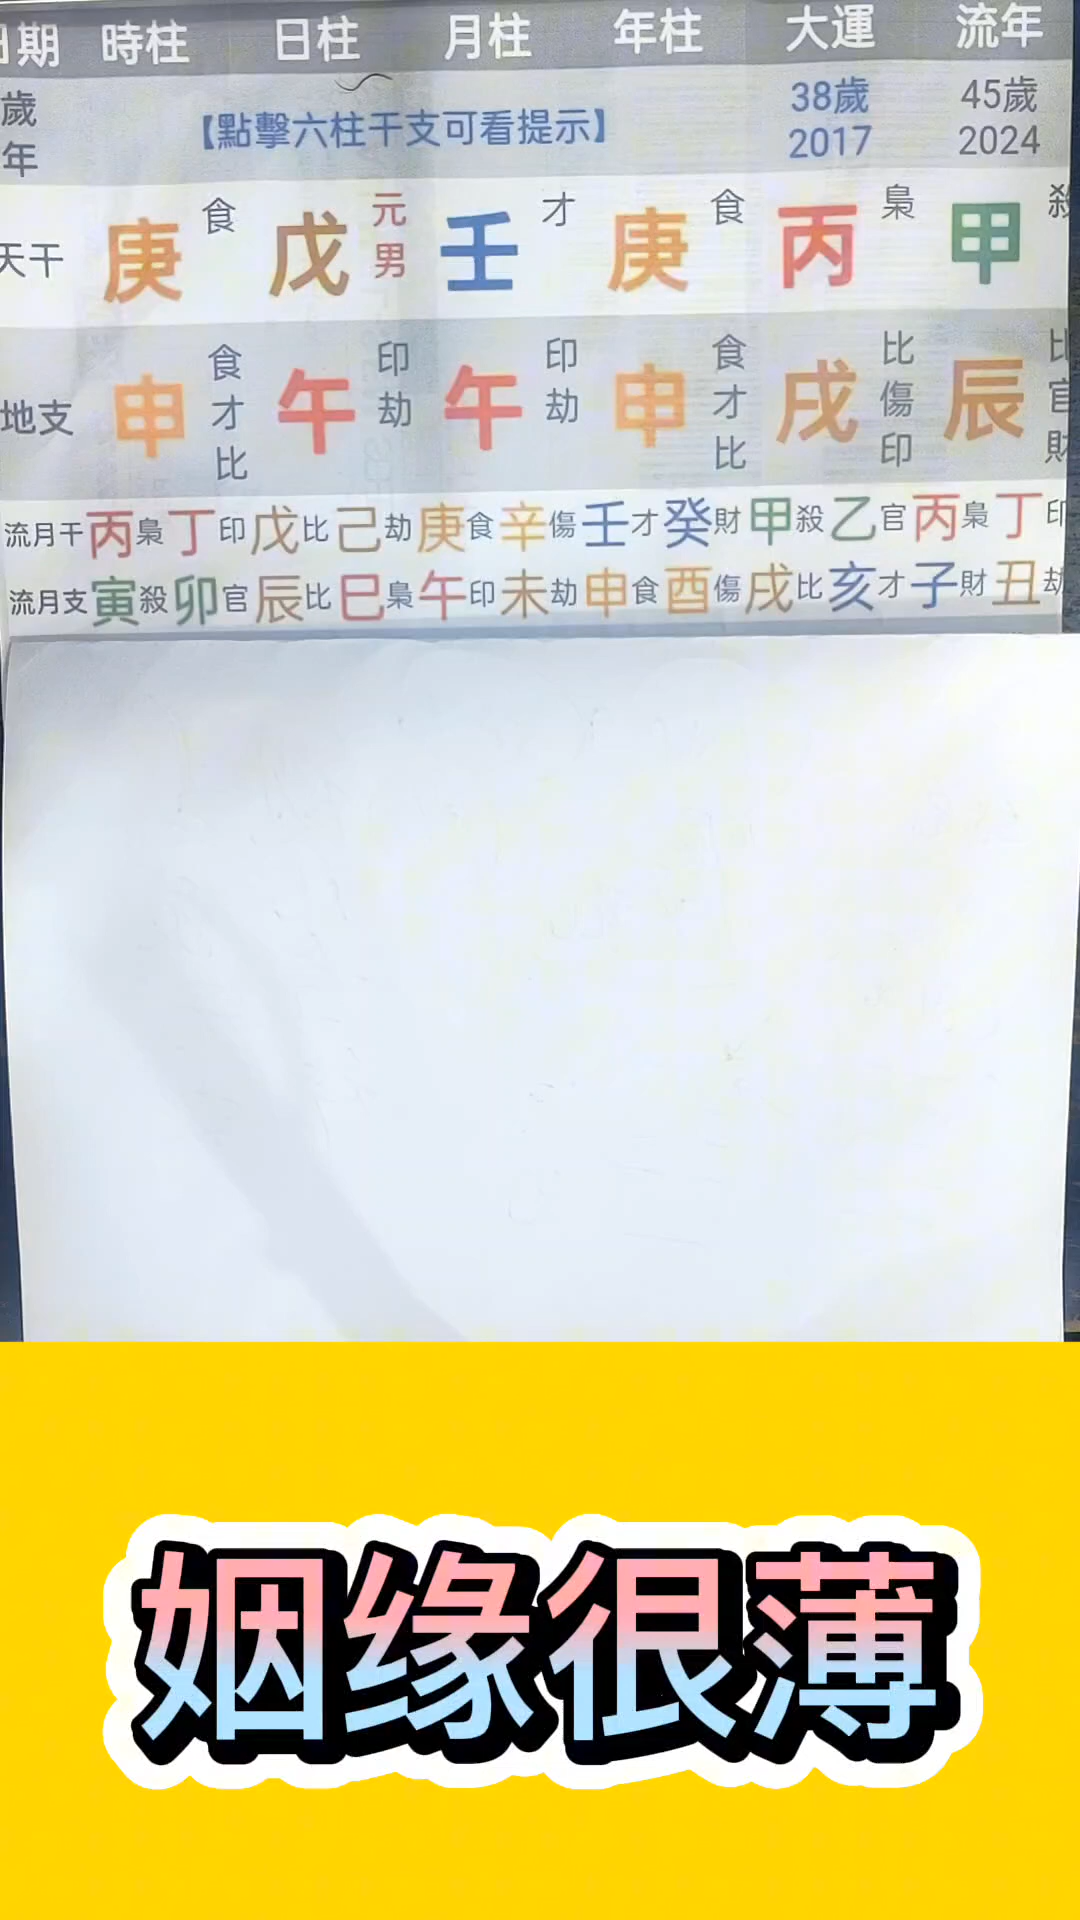 日期 時柱 日柱 月柱 年柱 大運 流年
歲 38歲 45歲
年 【點擊六柱干支可看提示】 2017 2024
天干 庚 食 戊 元男 壬 才 庚 食 丙 梟 甲 殺
地支 申 食才比 午 印劫 午 印劫 申 食才比 戌 比傷印 辰 比官財
流月干 丙 梟 丁 印 戊 比 己 劫 庚 食 辛 傷 壬 才 癸 財 甲 殺 乙 官 丙 梟 丁 印
流月支 寅 殺 卯 官 辰 比 巳 梟 午 印 未 劫 申 食 酉 傷 戌 比 亥 才 子 財 丑 劫
姻缘很薄